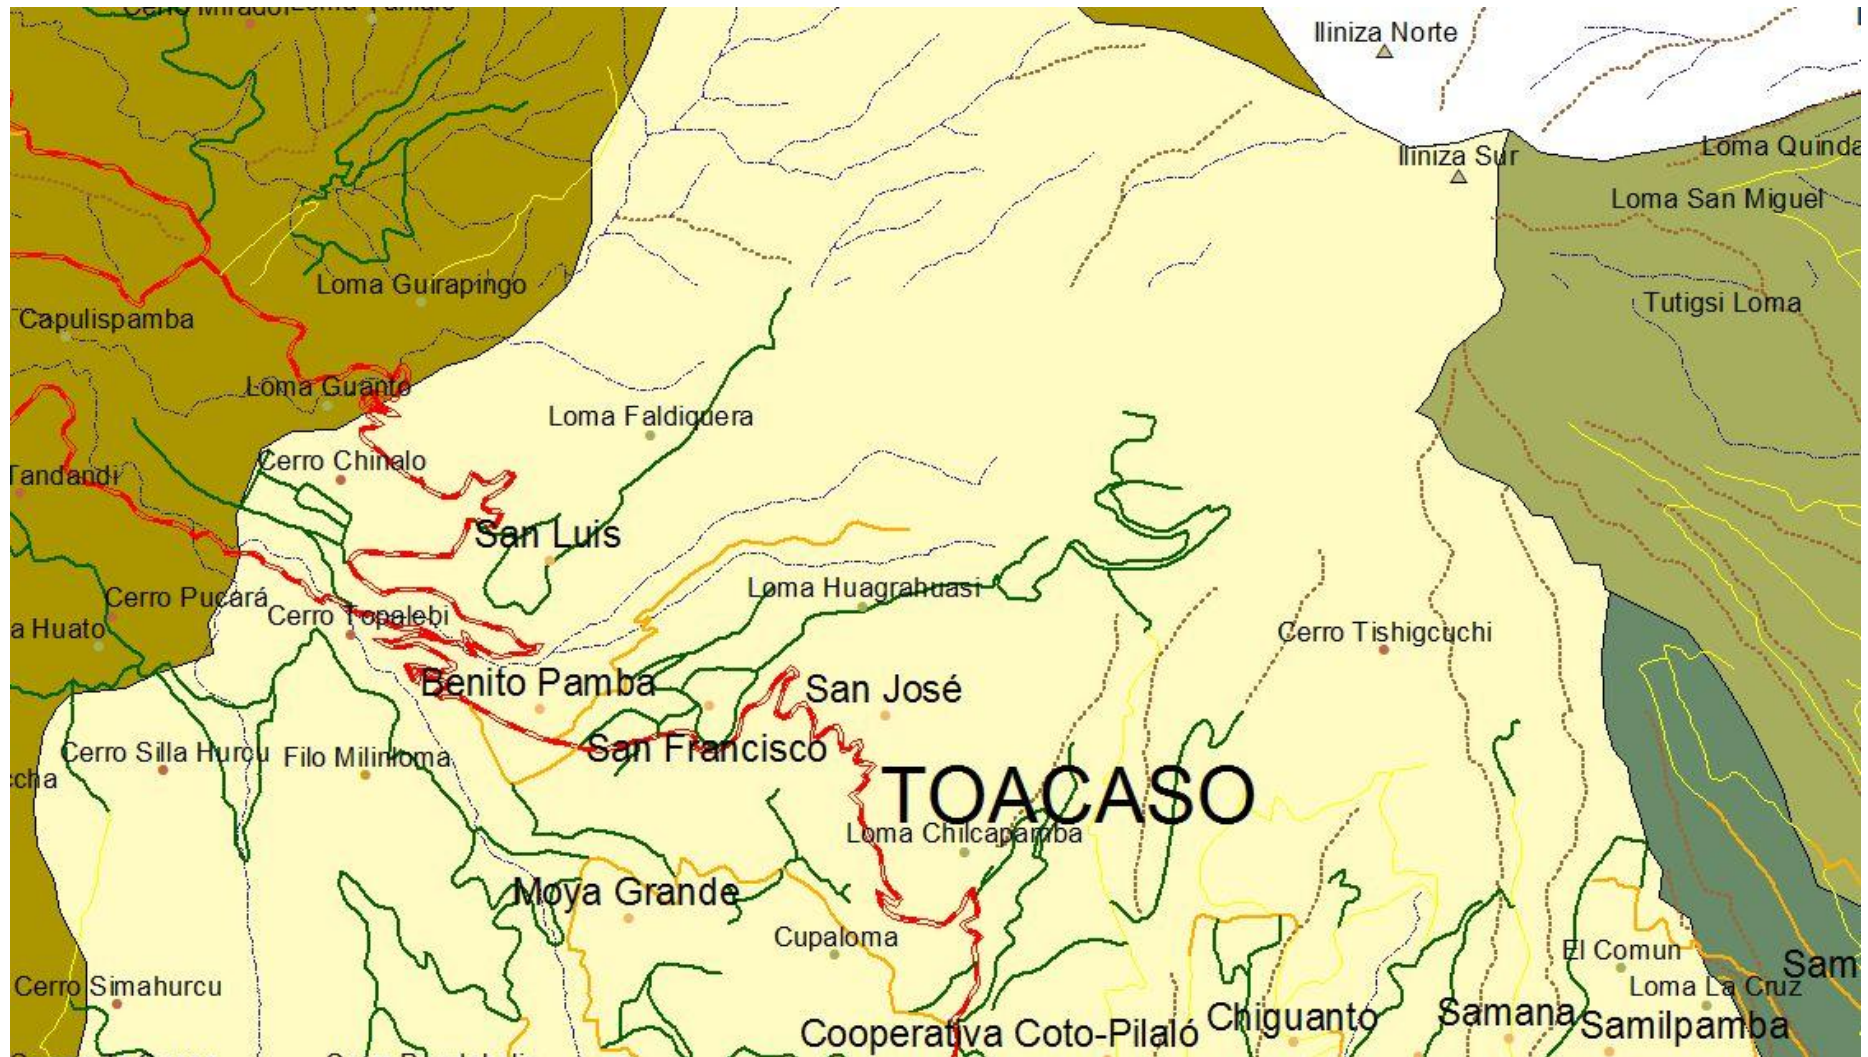 Iliniza Norte
Loma Quinda
Iliniza Sur
Loma San Miguel
Loma Guirapingo
Tutigsi Loma
Capulispamba
Loma Guanto
Loma Faldiquera
Cerro Chinalo
Tandandi
San Luis
Loma Huagrahuasi
Cerro Pucará
Cerro Topalebi
a Huato
Cerro Tishigcuchi
Benito Pamba
San José
San Francisco
Cerro Silla Hurcu
Filo Milinloma
ccha
TOACASO
Loma Chilcapamba
Moya Grande
Cupaloma
El Comun
Sam
Cerro Simahurcu
Loma La Cruz
Chiguanto
Samana
Samilpamba
Cooperativa Coto-Pilaló